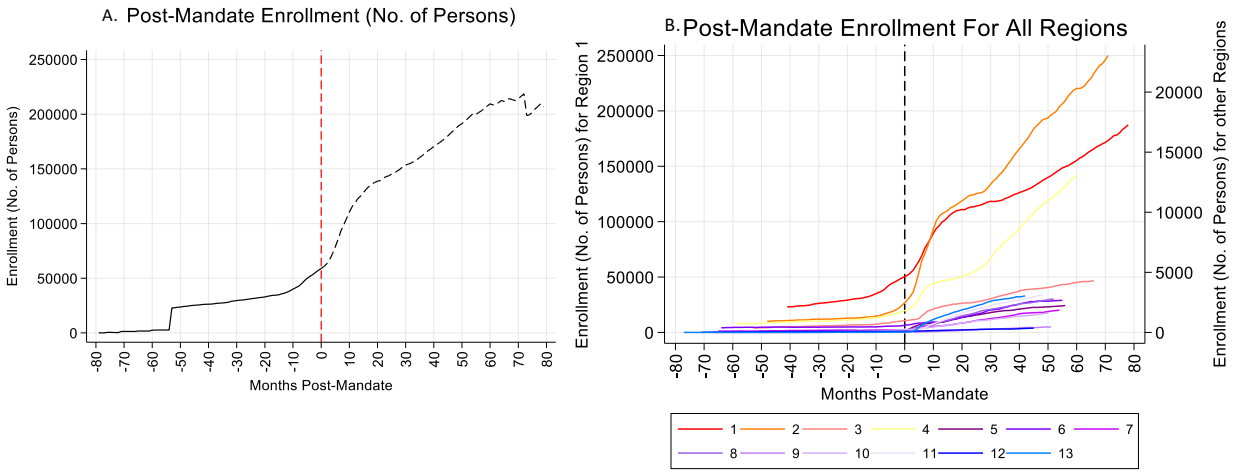 A. Post-Mandate Enrollment (No. of Persons)
Enrollment (No. of Persons)
250000
200000
150000
100000
50000
0
-80 -70 -60 -50 -40 -30 -20 -10 0 10 20 30 40 50 60 70 80
Months Post-Mandate
B. Post-Mandate Enrollment For All Regions
Enrollment (No. of Persons) for Region 1
250000
200000
150000
100000
50000
0
-80 -70 -60 -50 -40 -30 -20 -10 0 10 20 30 40 50 60 70 80
Months Post-Mandate
20000
15000
10000
5000
0
Enrollment (No. of Persons) for other Regions
1 2 3 4 5 6 7
8 9 10 11 12 13